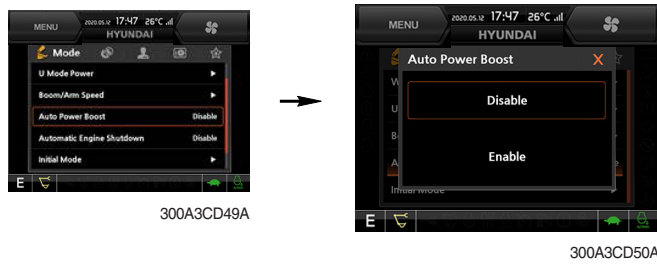 MENU
2020.05.12 17:47 26°C
HYUNDAI
Mode
U Mode Power
Boom/Arm Speed
Auto Power Boost Disable
Automatic Engine Shutdown Disable
Initial Mode
E
300A3CD49A
MENU
2020.05.12 17:47 26°C
HYUNDAI
Auto Power Boost X
Disable
Enable
Initial Mode
E
300A3CD50A